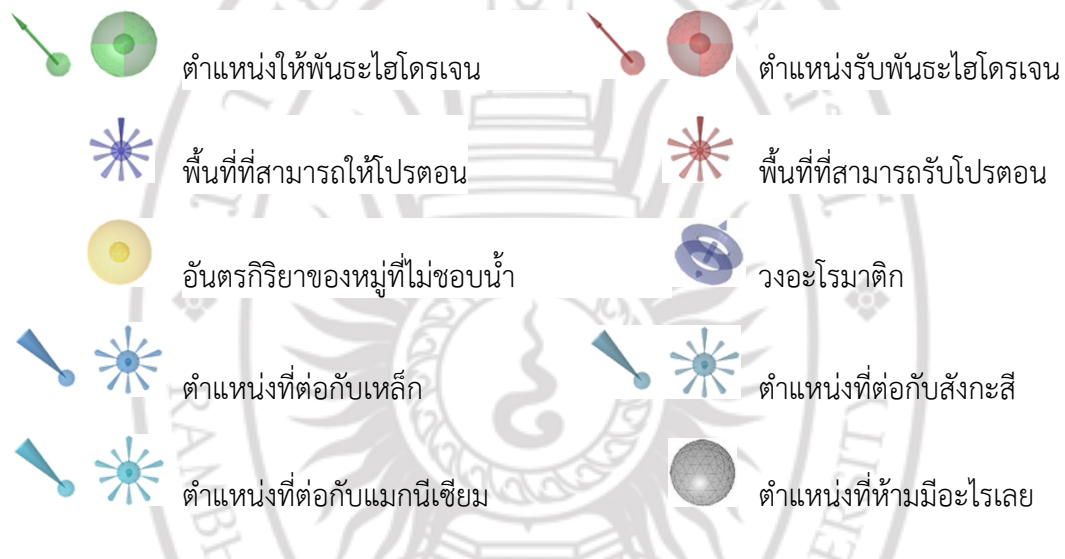 ตำแหน่งให้พันธะไฮโดรเจน
ตำแหน่งรับพันธะไฮโดรเจน
พื้นที่ที่สามารถให้โปรตอน
พื้นที่ที่สามารถรับโปรตอน
อันตรกิริยาของหมู่ที่ไม่ชอบน้ำ
วงอะโรมาติก
ตำแหน่งที่ต่อกับเหล็ก
ตำแหน่งที่ต่อกับสังกะสี
ตำแหน่งที่ต่อกับแมกนีเซียม
ตำแหน่งที่ห้ามมีอะไรเลย